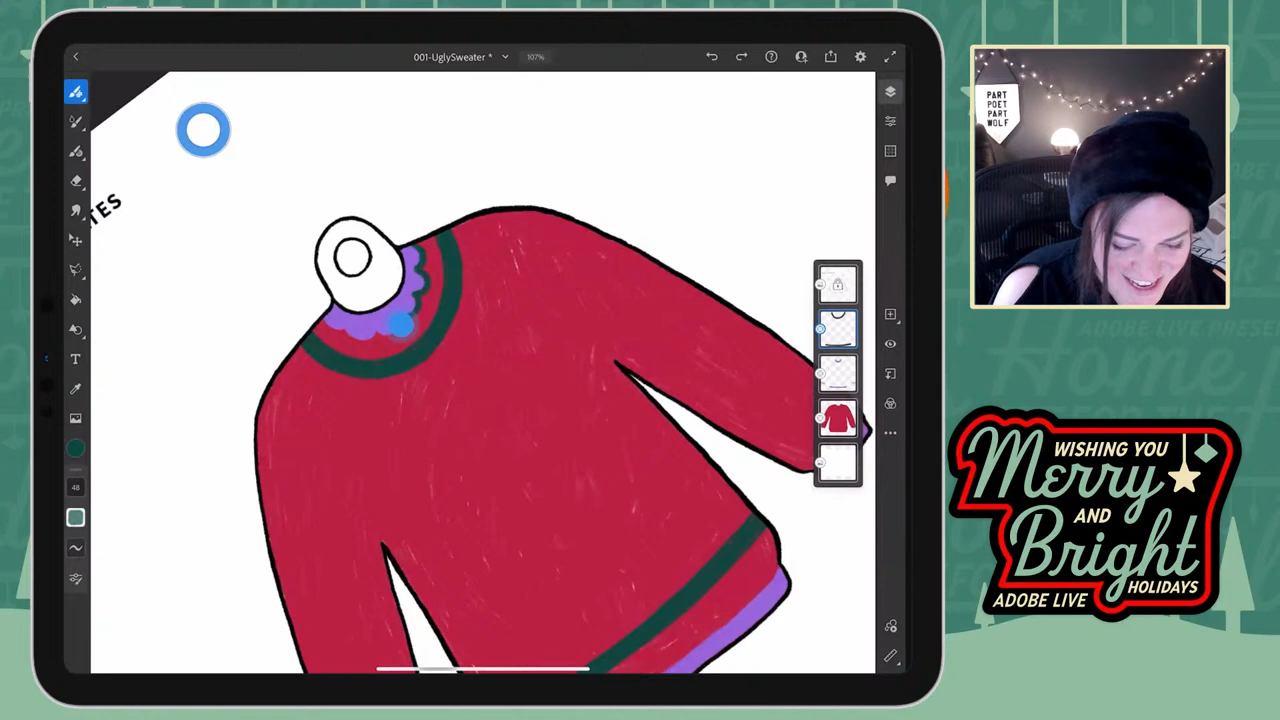 001-UglySweater *
107%
TES
48
T
PART
POET
PART
WOLF
WISHING YOU
Merry
AND
Bright
HOLIDAYS
ADOBE LIVE